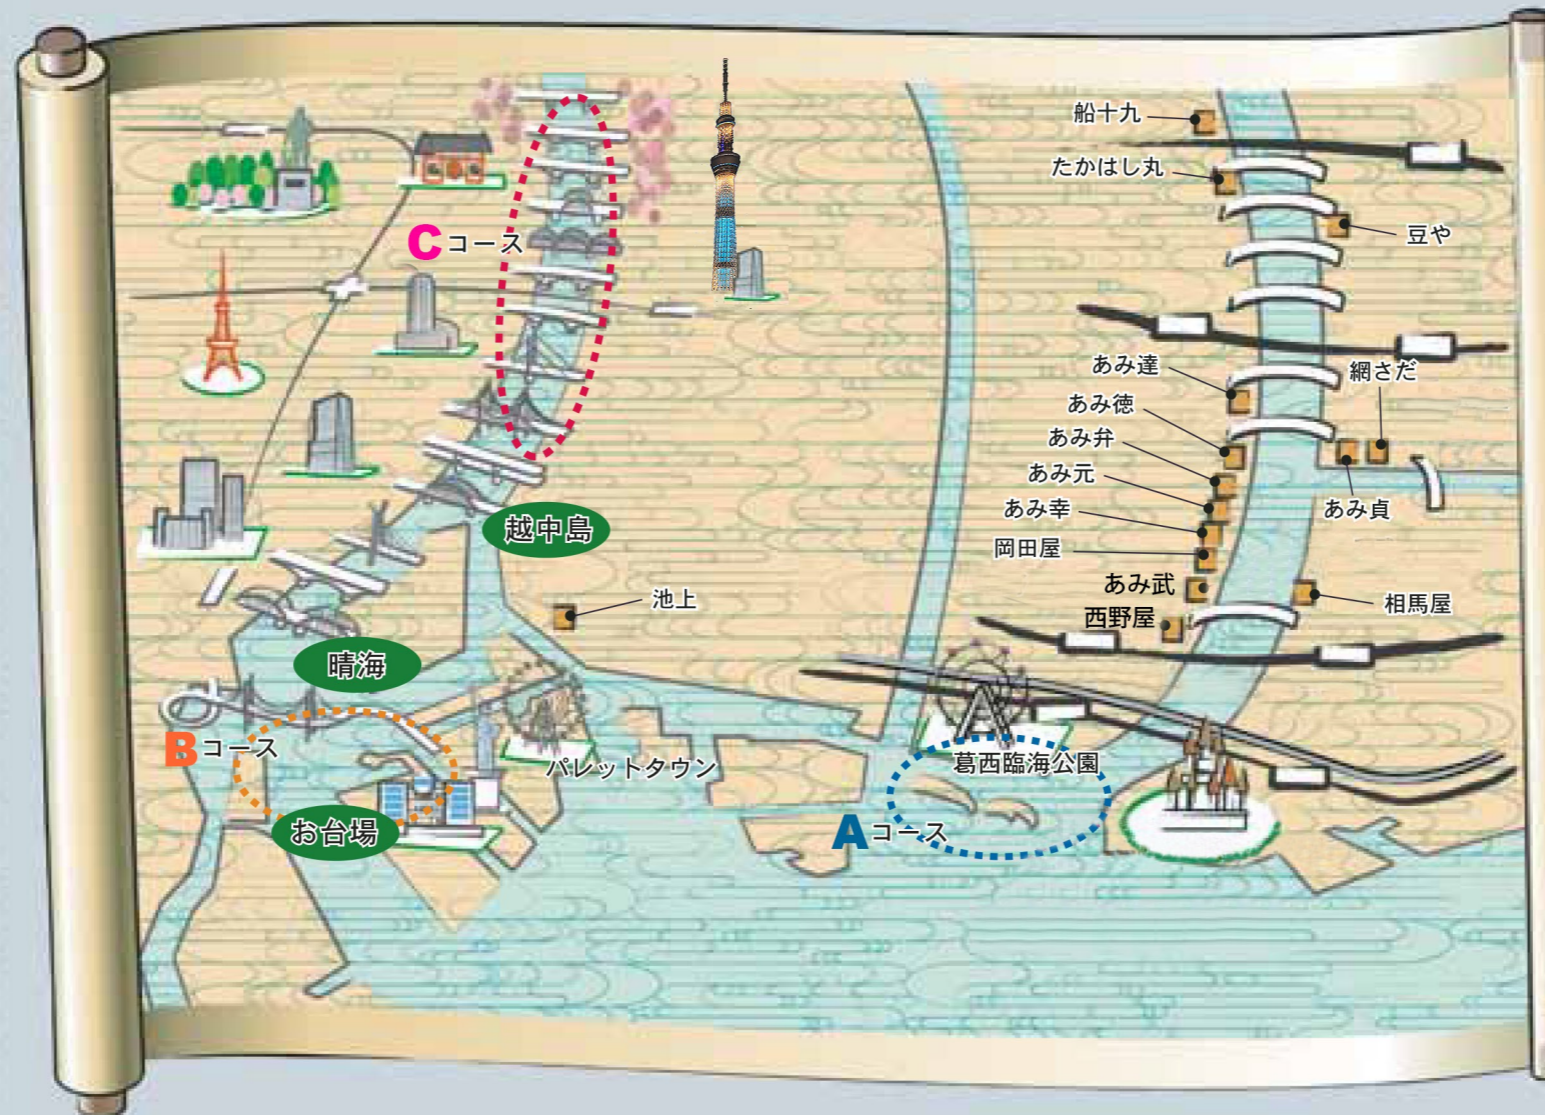 船十九
たかはし丸
豆や
Cコース
あみ達
網さだ
あみ徳
あみ弁
あみ元
あみ貞
あみ幸
越中島
岡田屋
あみ武
池上
相馬屋
西野屋
晴海
Bコース
パレットタウン
葛西臨海公園
お台場
Aコース